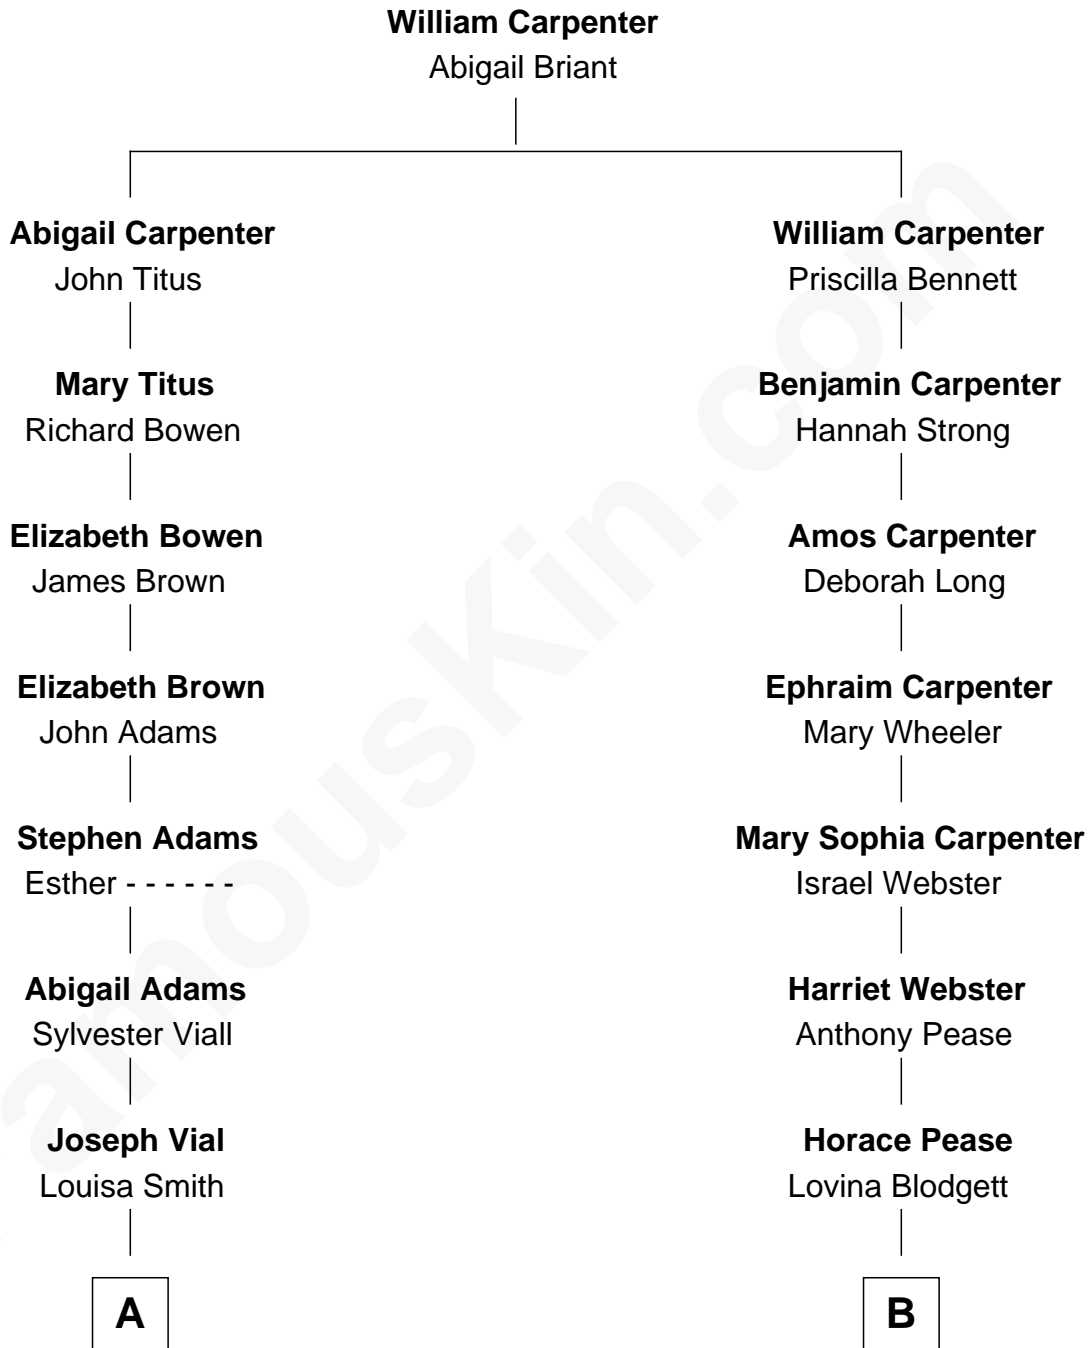 William Carpenter
Abigail Briant
Abigail Carpenter
John Titus
William Carpenter
Priscilla Bennett
Mary Titus
Richard Bowen
Benjamin Carpenter
Hannah Strong
Elizabeth Bowen
James Brown
Amos Carpenter
Deborah Long
Elizabeth Brown
John Adams
Ephraim Carpenter
Mary Wheeler
Stephen Adams
Esther - - - - - -
Mary Sophia Carpenter
Israel Webster
Abigail Adams
Sylvester Viall
Harriet Webster
Anthony Pease
Joseph Vial
Louisa Smith
Horace Pease
Lovina Blodgett
A
B
amousKin.com